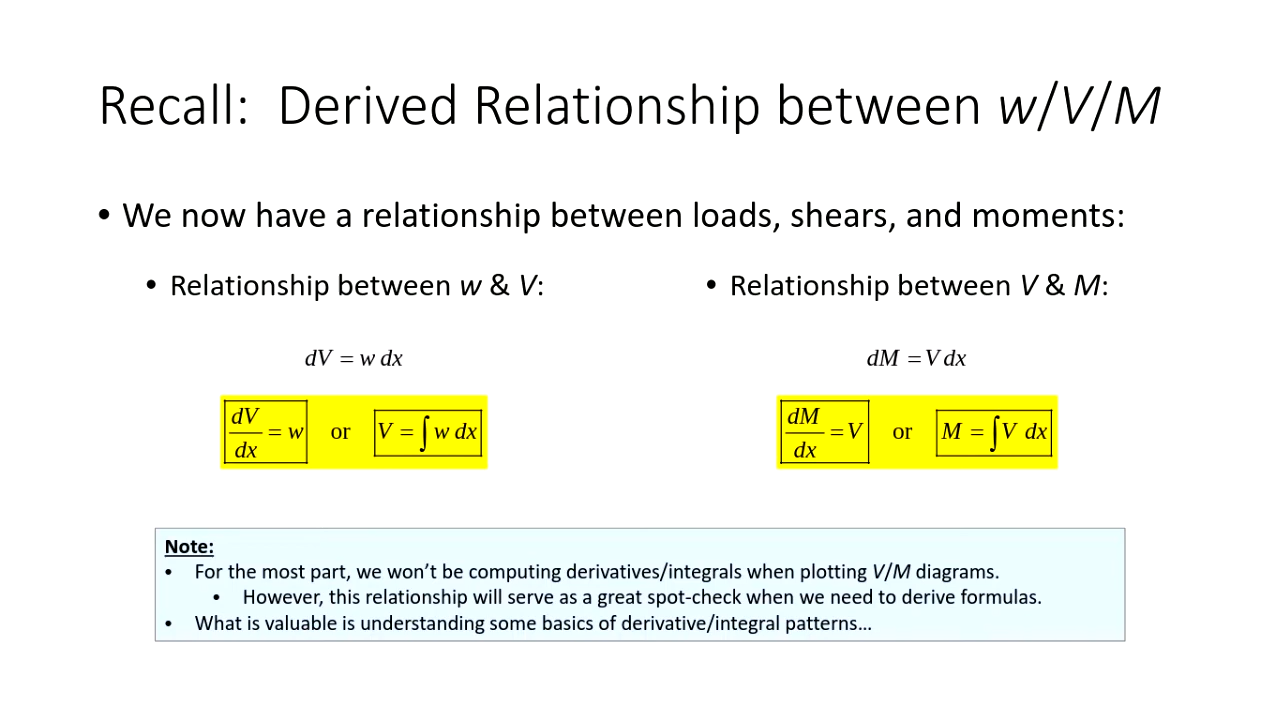 Recall:  Derived Relationship between w/V/M
• We now have a relationship between loads, shears, and moments:
• Relationship between w & V:
dV = w dx
dV/dx = w or V = ∫ w dx
• Relationship between V & M:
dM = V dx
dM/dx = V or M = ∫ V dx
Note:
• For the most part, we won’t be computing derivatives/integrals when plotting V/M diagrams.
• However, this relationship will serve as a great spot-check when we need to derive formulas.
• What is valuable is understanding some basics of derivative/integral patterns…